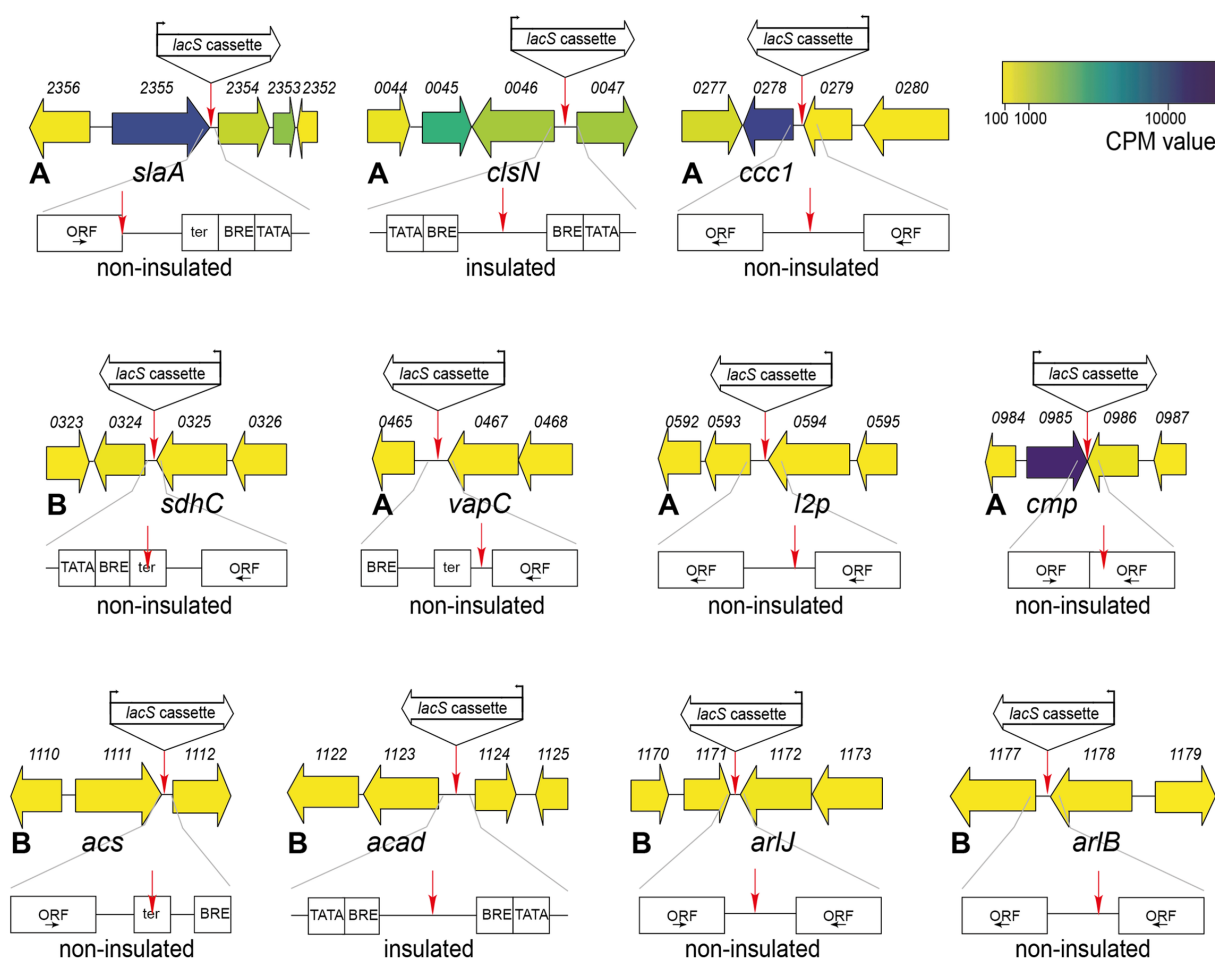 lacS cassette
lacS cassette
lacS cassette
2356 2355 2354 2353 2352
0044 0045 0046 0047
0277 0278 0279 0280
100 1000 10000
CPM value
A slaA
A clsN
A ccc1
ORF ter BRE TATA
TATA BRE BRE TATA
ORF ORF
non-insulated
insulated
non-insulated
lacS cassette
lacS cassette
lacS cassette
lacS cassette
0323 0324 0325 0326
0465 0467 0468
0592 0593 0594 0595
0984 0985 0986 0987
B sdhC
A vapC
A l2p
A cmp
TATA BRE ter ORF
BRE ter ORF
ORF ORF
ORF ORF
non-insulated
non-insulated
non-insulated
non-insulated
lacS cassette
lacS cassette
lacS cassette
lacS cassette
1110 1111 1112
1122 1123 1124 1125
1170 1171 1172 1173
1177 1178 1179
B acs
B acad
B arlJ
B arlB
ORF ter BRE
TATA BRE BRE TATA
ORF ORF
ORF ORF
non-insulated
insulated
non-insulated
non-insulated